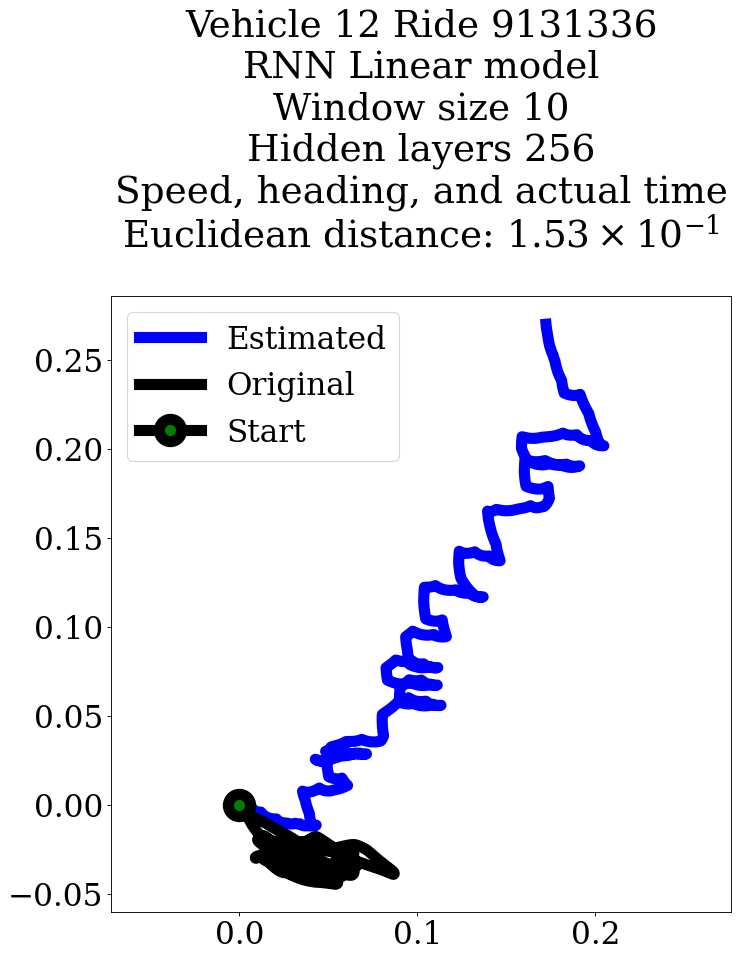 Vehicle 12 Ride 9131336
RNN Linear model
Window size 10
Hidden layers 256
Speed, heading, and actual time
Euclidean distance: 1.53 × 10⁻¹
Estimated
Original
Start
0.25
0.20
0.15
0.10
0.05
0.00
−0.05
0.0 0.1 0.2